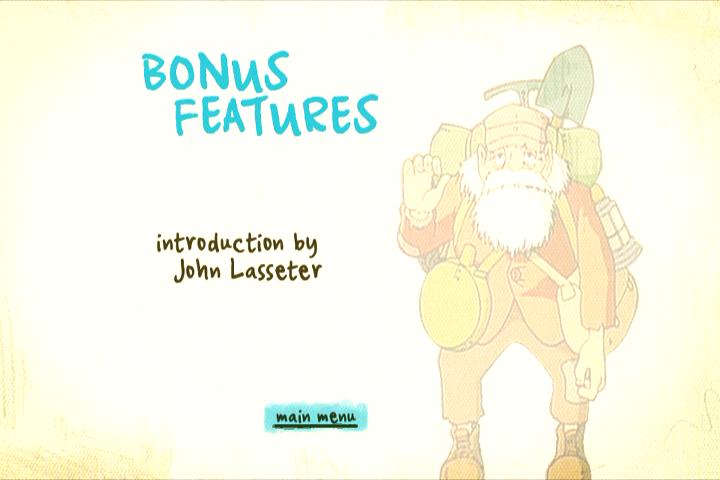 BONUS
FEATURES
introduction by
John Lasseter
main menu